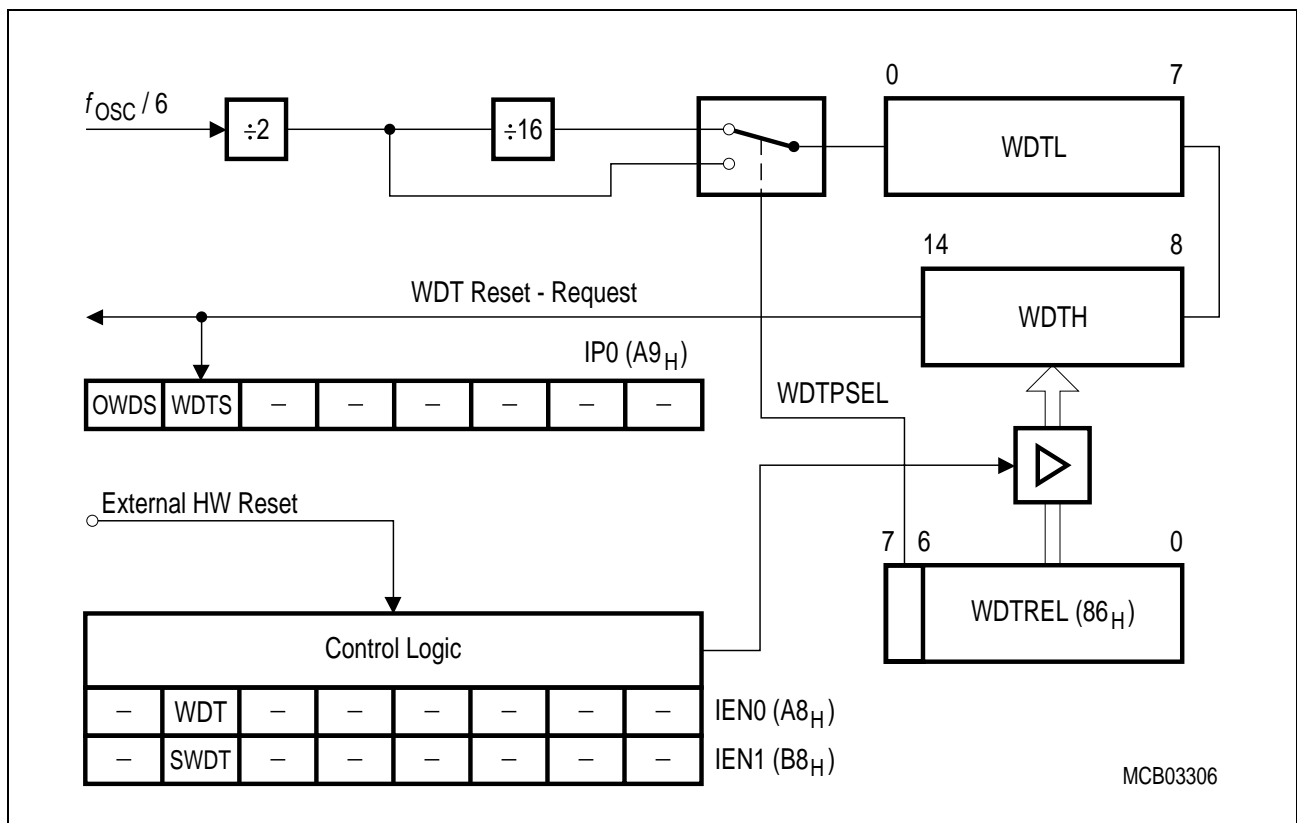 0 7
fOSC / 6
÷2
÷16
WDTL
14 8
WDT Reset - Request
WDTH
IP0 (A9H)
OWDS WDTS – – – – – –
WDTPSEL
External HW Reset
7 6 0
WDTREL (86H)
Control Logic
– WDT – – – – – – IEN0 (A8H)
– SWDT – – – – – – IEN1 (B8H)
MCB03306